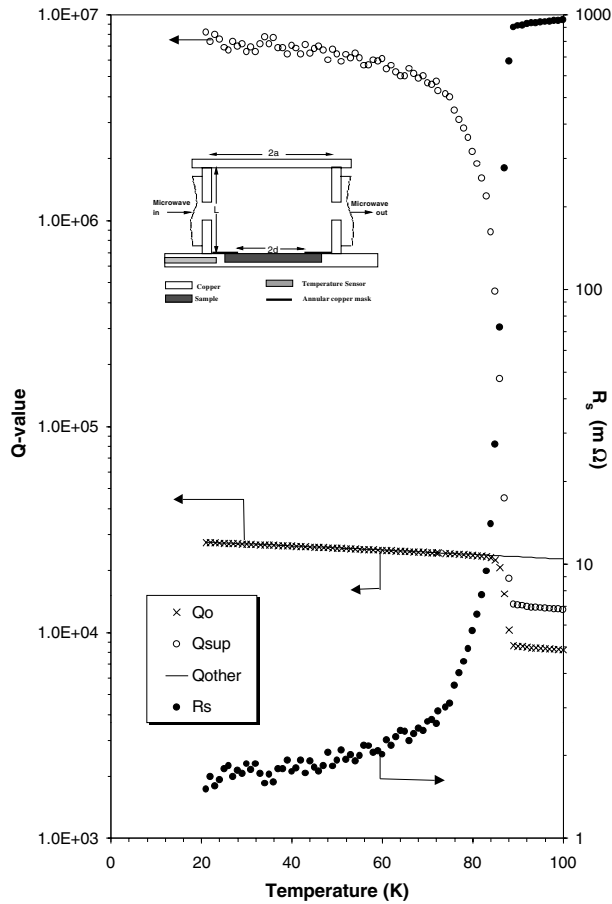 1.0E+07
1.0E+06
1.0E+05
1.0E+04
1.0E+03
Q-value
1000
100
10
1
R_s (m Ω)
2a
Microwave in
L
Microwave out
2d
Copper
Temperature Sensor
Sample
Annular copper mask
Qo
Qsup
Qother
Rs
0 20 40 60 80 100
Temperature (K)